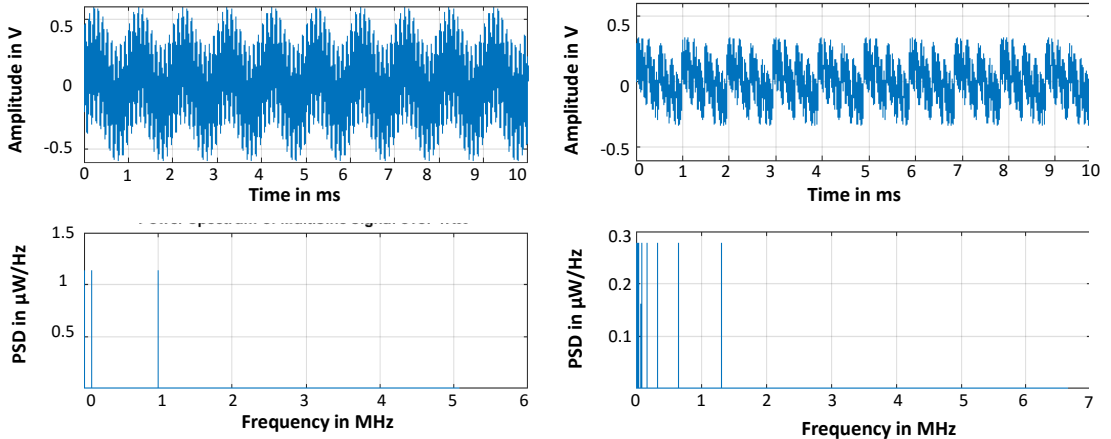 Amplitude in V
0.5
0
-0.5
0 1 2 3 4 5 6 7 8 9 10
Time in ms
Amplitude in V
0.5
0
-0.5
0 1 2 3 4 5 6 7 8 9 10
Time in ms
PSD in µW/Hz
1.5
1
0.5
0 1 2 3 4 5 6
Frequency in MHz
PSD in µW/Hz
0.3
0.2
0.1
0 1 2 3 4 5 6 7
Frequency in MHz